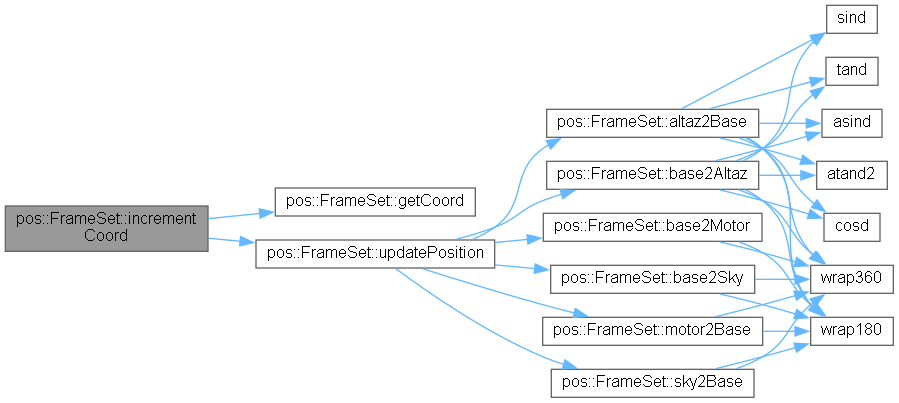 pos::FrameSet::increment
Coord
pos::FrameSet::getCoord
pos::FrameSet::updatePosition
pos::FrameSet::altaz2Base
pos::FrameSet::base2Altaz
pos::FrameSet::base2Motor
pos::FrameSet::base2Sky
pos::FrameSet::motor2Base
pos::FrameSet::sky2Base
sind
tand
asind
atand2
cosd
wrap360
wrap180